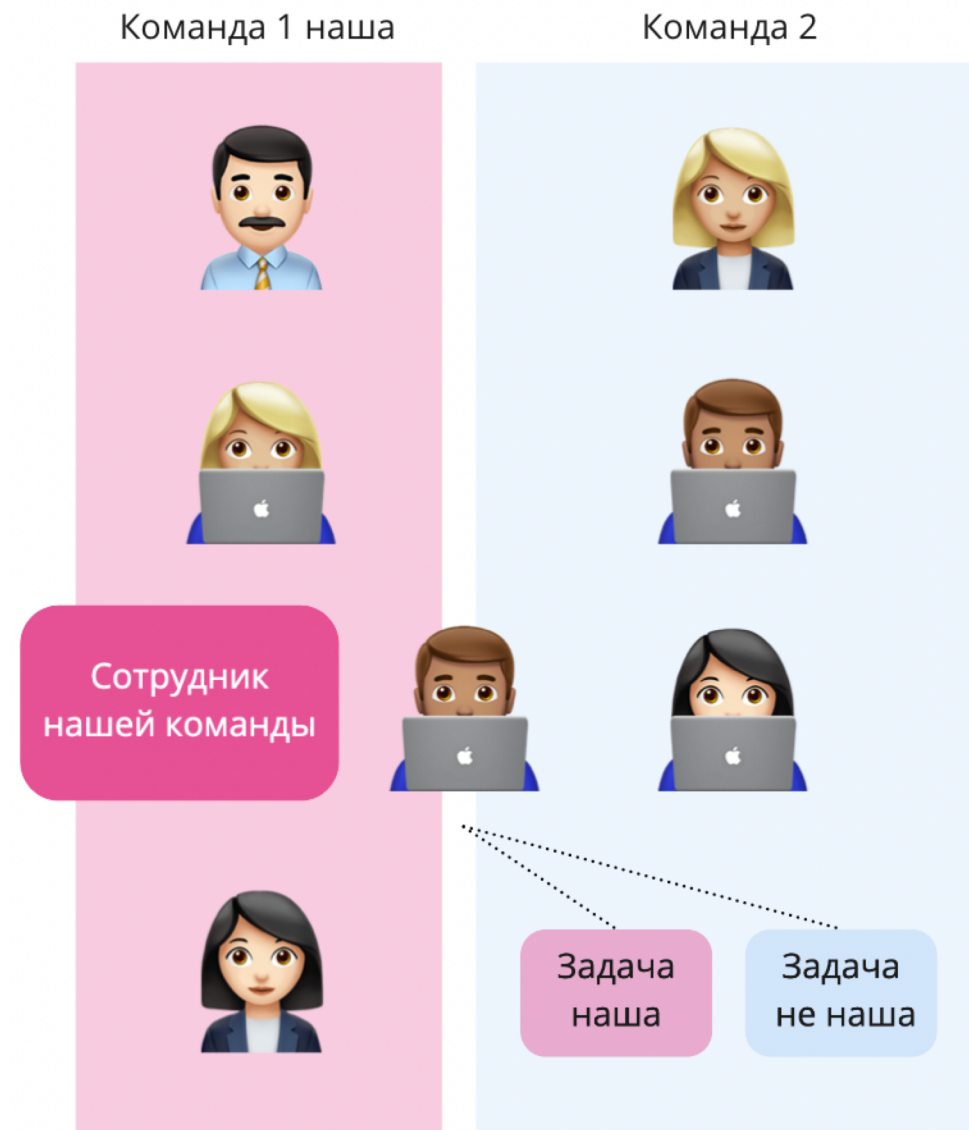 Команда 1 наша
Команда 2
Сотрудник
нашей команды
Задача
наша
Задача
не наша